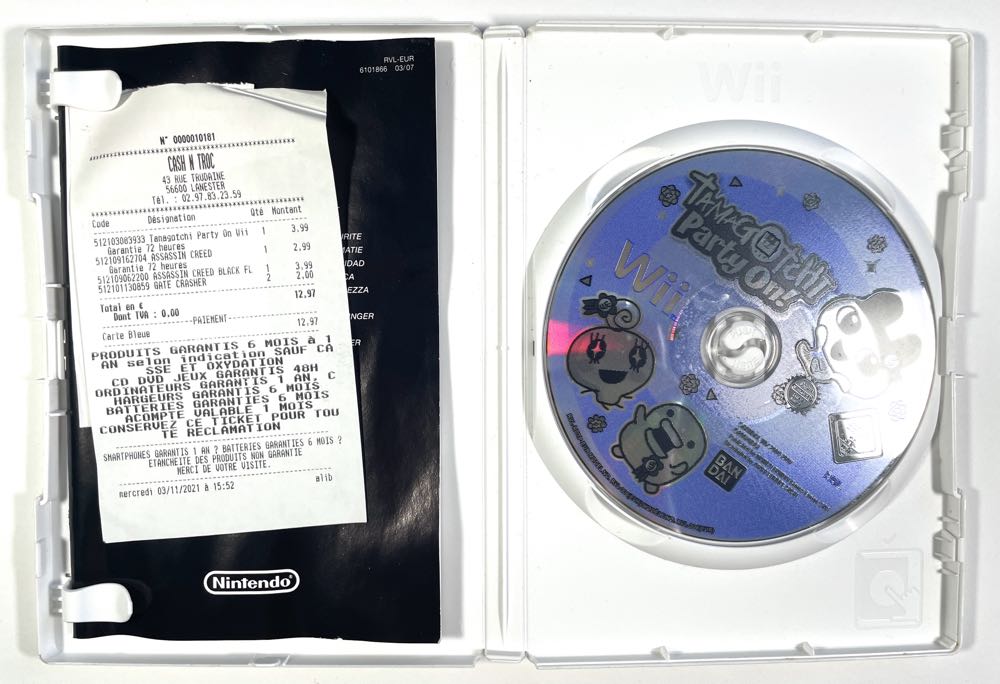 RVL-EUR
6101866 03/07
N° 0000010181
CASH N TROC
43 RUE TRUDAINE
56600 LANESTER
Tél. : 02.97.83.23.59
Code Désignation Qté Montant
512103083933 Tamagotchi Party On Wii 1 3.99
Garantie 72 heures
512109162704 ASSASSIN CREED 1 2.99
Garantie 72 heures
512109062200 ASSASSIN CREED BLACK FL 1 3.99
512101130859 GATE CRASHER 2 2.00
12.97
Total en €
Dont TVA : 0.00
PAIEMENT
Carte Bleue 12.97
PRODUITS GARANTIS 6 MOIS à 1
AN selon indication SAUF CA
SSE ET OXYDATION
CD DVD JEUX GARANTIS 48H
ORDINATEURS GARANTIS 1 AN, C
HARGEURS GARANTIS 6 MOIS
BATTERIES GARANTIES 6 MOIS
ACOMPTE VALABLE 1 MOIS
CONSERVEZ CE TICKET POUR TOU
TE RECLAMATION
SMARTPHONES GARANTIS 1 AN ? BATTERIES GARANTIES 6 MOIS ?
ETANCHEITE DES PRODUITS NON GARANTIE
MERCI DE VOTRE VISITE.
mercredi 03/11/2021 à 15:52 alib
Nintendo
Wii
TAMAGOTCHI
Party On!
Wii
BAN
DAI